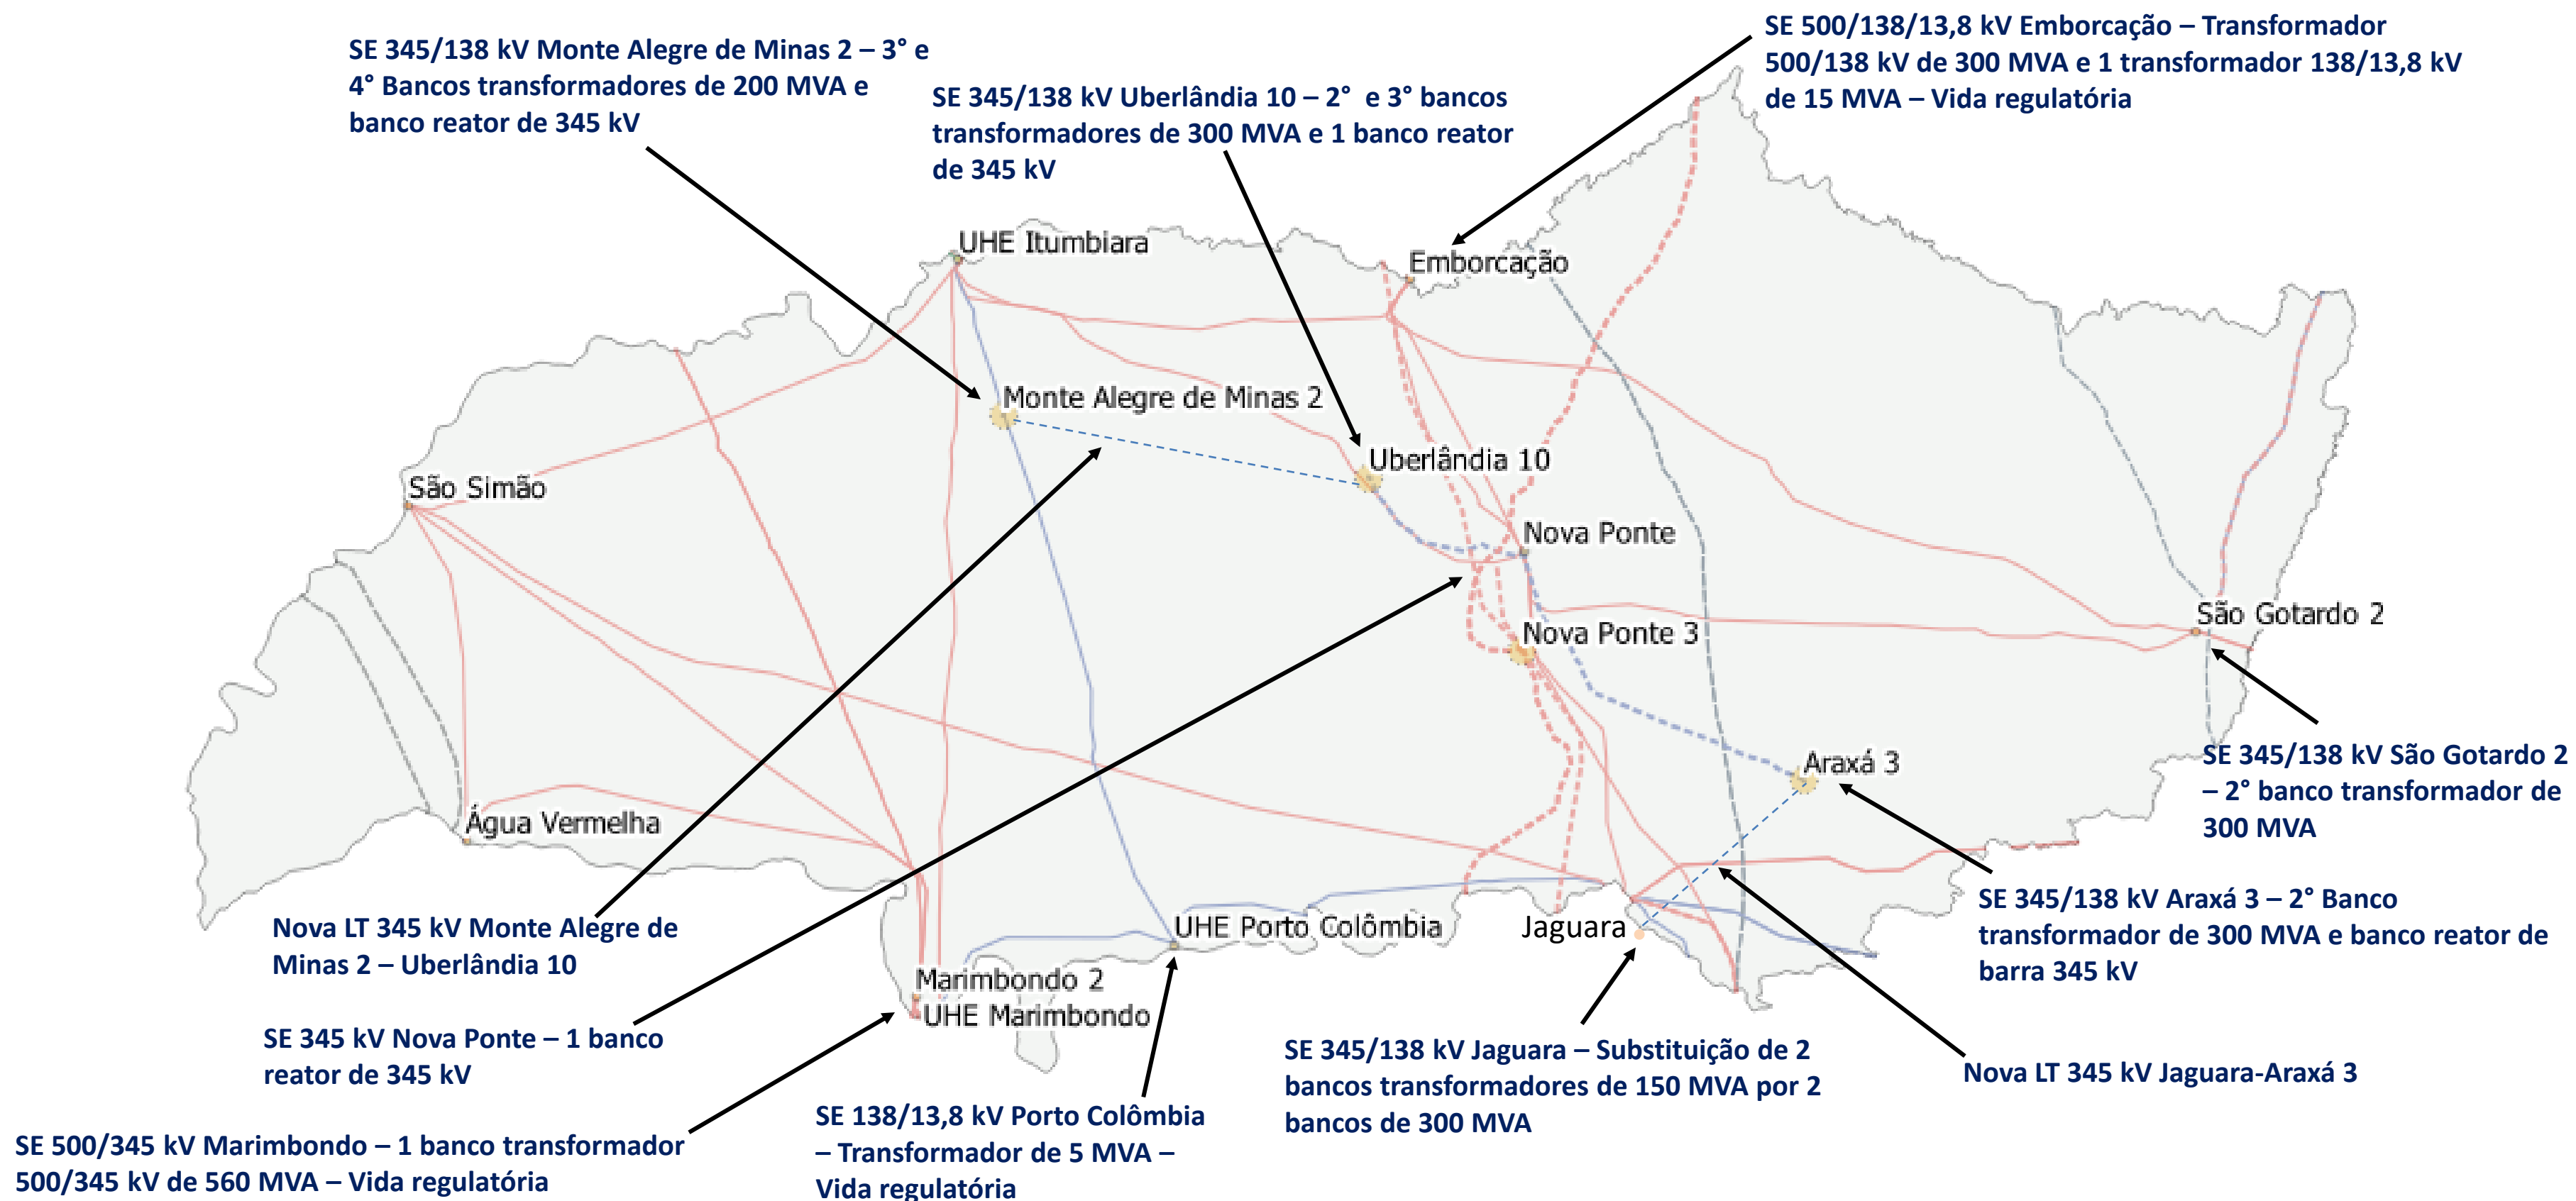 SE 500/138/13,8 kV Emborcação – Transformador
500/138 kV de 300 MVA e 1 transformador 138/13,8 kV
de 15 MVA – Vida regulatória
SE 345/138 kV Monte Alegre de Minas 2 – 3° e
4° Bancos transformadores de 200 MVA e
banco reator de 345 kV
SE 345/138 kV Uberlândia 10 – 2° e 3° bancos
transformadores de 300 MVA e 1 banco reator
de 345 kV
UHE Itumbiara
Emborcação
Monte Alegre de Minas 2
Uberlândia 10
São Simão
Nova Ponte
São Gotardo 2
Nova Ponte 3
Araxá 3
Água Vermelha
SE 345/138 kV São Gotardo 2
– 2° banco transformador de
300 MVA
UHE Porto Colômbia
Jaguara
Marimbondo 2
UHE Marimbondo
Nova LT 345 kV Monte Alegre de
Minas 2 – Uberlândia 10
SE 345/138 kV Araxá 3 – 2° Banco
transformador de 300 MVA e banco reator de
barra 345 kV
SE 345 kV Nova Ponte – 1 banco
reator de 345 kV
SE 345/138 kV Jaguara – Substituição de 2
bancos transformadores de 150 MVA por 2
bancos de 300 MVA
Nova LT 345 kV Jaguara-Araxá 3
SE 500/345 kV Marimbondo – 1 banco transformador
500/345 kV de 560 MVA – Vida regulatória
SE 138/13,8 kV Porto Colômbia
– Transformador de 5 MVA –
Vida regulatória